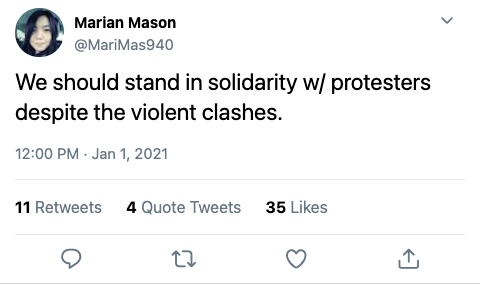 Marian Mason
@MariMas940
We should stand in solidarity w/ protesters
despite the violent clashes.
12:00 PM · Jan 1, 2021
11 Retweets 4 Quote Tweets 35 Likes